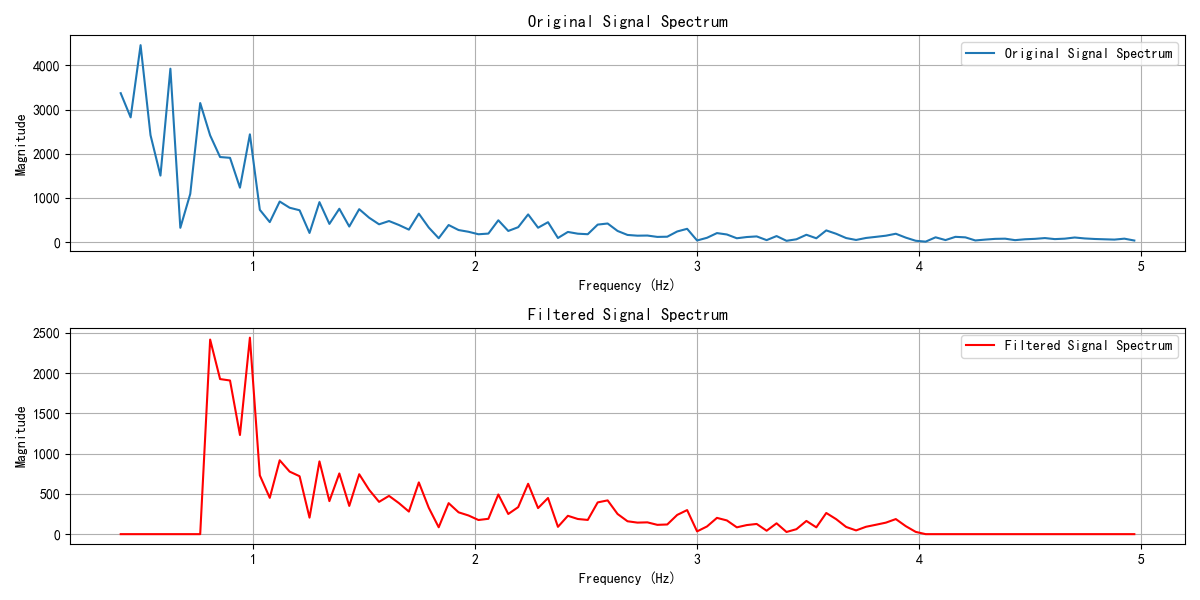 Original Signal Spectrum
Original Signal Spectrum
Magnitude
4000
3000
2000
1000
0
1 2 3 4 5
Frequency (Hz)
Filtered Signal Spectrum
Filtered Signal Spectrum
Magnitude
2500
2000
1500
1000
500
0
1 2 3 4 5
Frequency (Hz)